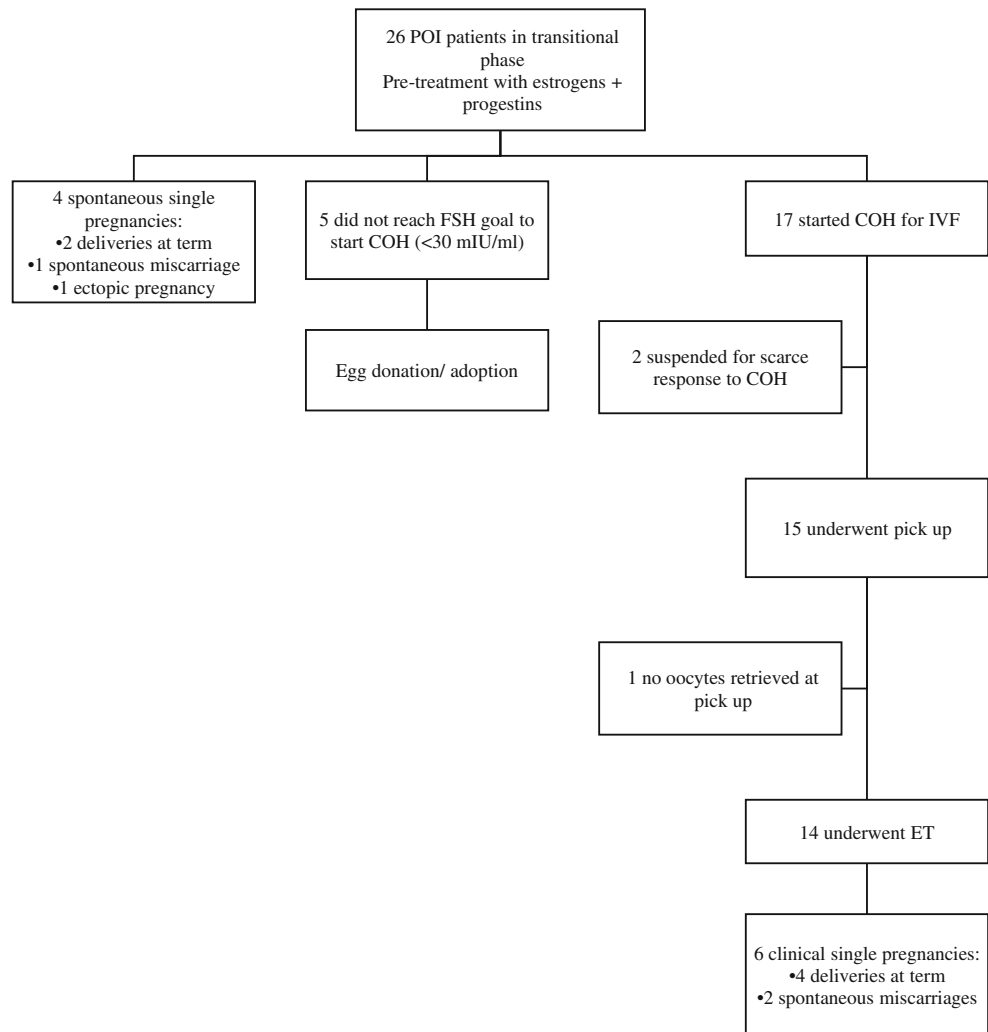 26 POI patients in transitional
phase
Pre-treatment with estrogens +
progestins
4 spontaneous single
pregnancies:
•2 deliveries at term
•1 spontaneous miscarriage
•1 ectopic pregnancy
5 did not reach FSH goal to
start COH (<30 mIU/ml)
17 started COH for IVF
Egg donation/ adoption
2 suspended for scarce
response to COH
15 underwent pick up
1 no oocytes retrieved at
pick up
14 underwent ET
6 clinical single pregnancies:
•4 deliveries at term
•2 spontaneous miscarriages